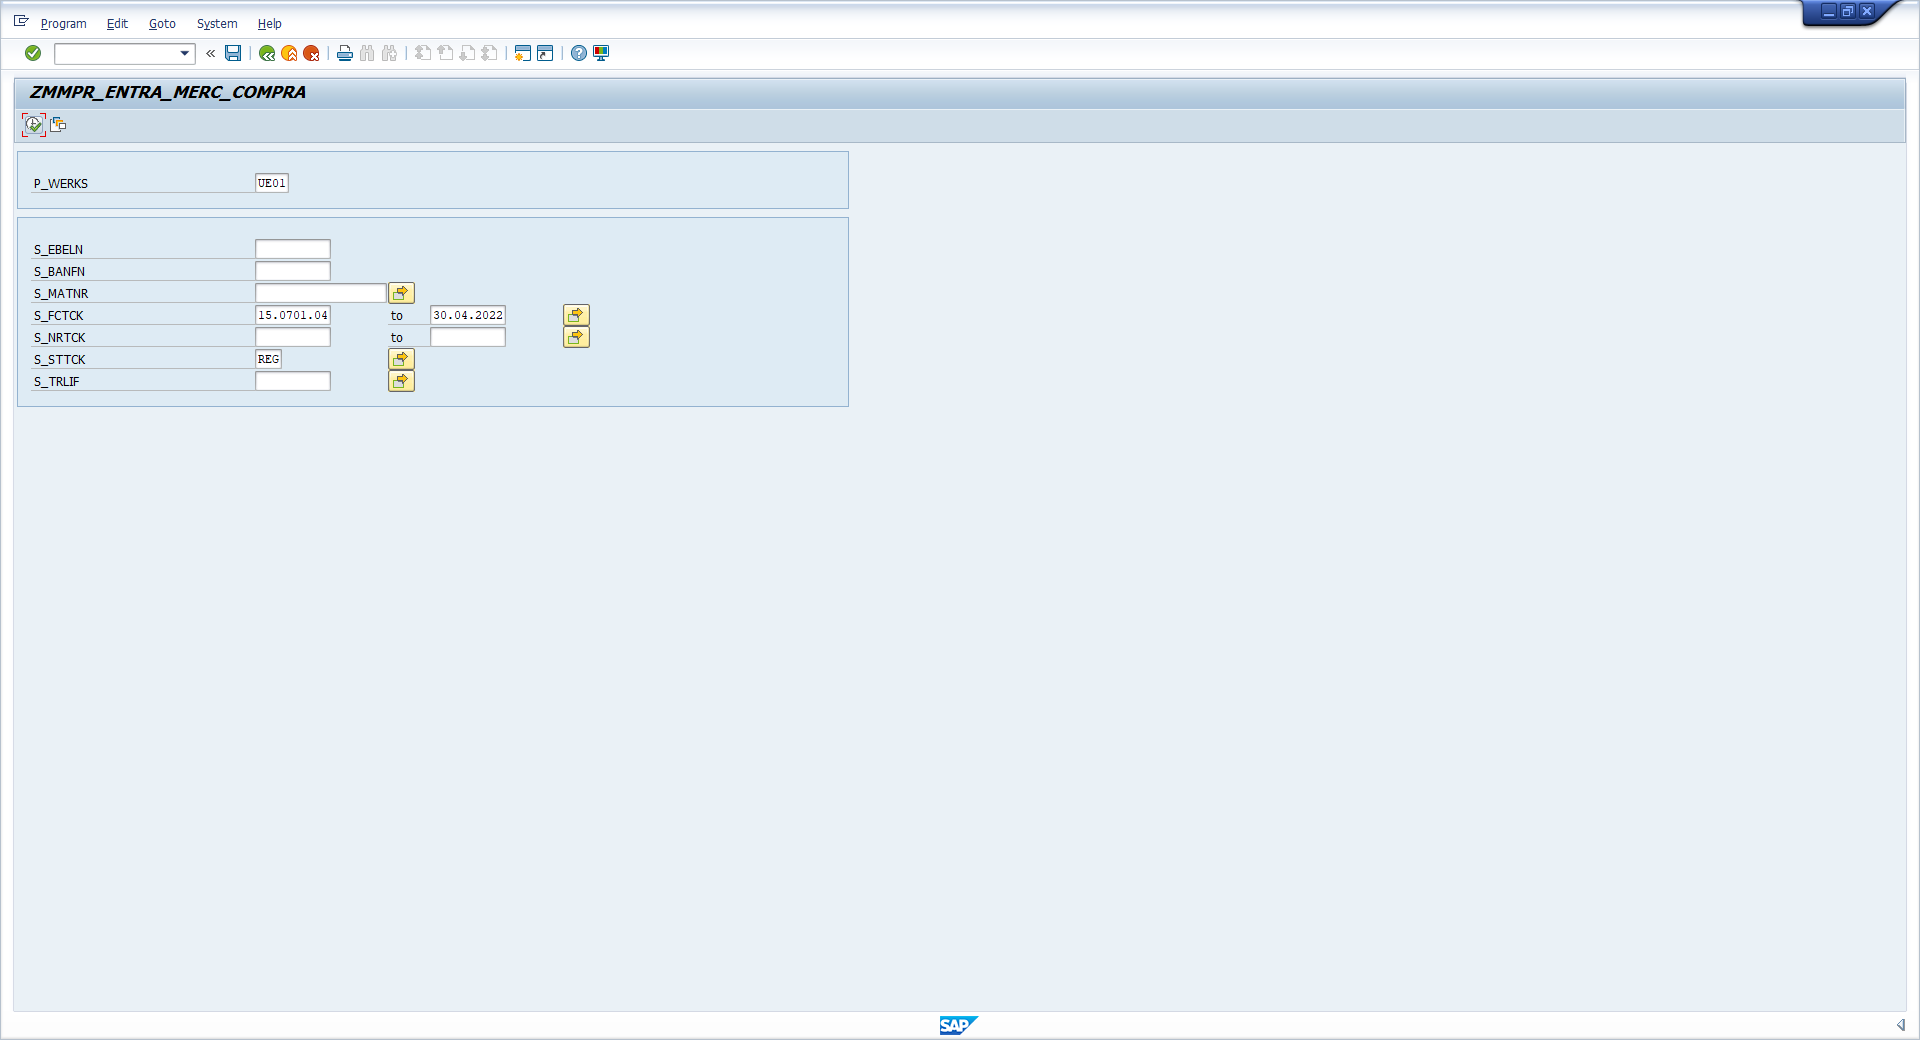 Program Edit Goto System Help
ZMMPR_ENTRA_MERC_COMPRA
P_WERKS UE01
S_EBELN
S_BANFN
S_MATNR
S_FCTCK 15.0701.04 to 30.04.2022
S_NRTCK to
S_STTCK REG
S_TRLIF
SAP